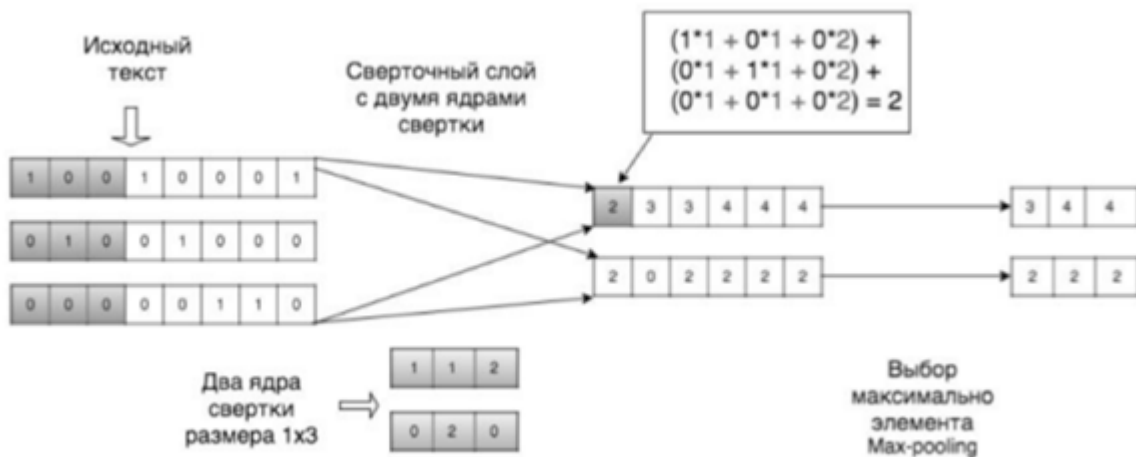 Исходный
текст
Сверточный слой
с двумя ядрами
свертки
(1*1 + 0*1 + 0*2) +
(0*1 + 1*1 + 0*2) +
(0*1 + 0*1 + 0*2) = 2
1 0 0 1 0 0 0 1
0 1 0 0 1 0 0 0
0 0 0 0 0 1 1 0
2 3 3 4 4 4
2 0 2 2 2 2
3 4 4
2 2 2
Два ядра
свертки
размера 1x3
1 1 2
0 2 0
Выбор
максимально
элемента
Max-pooling